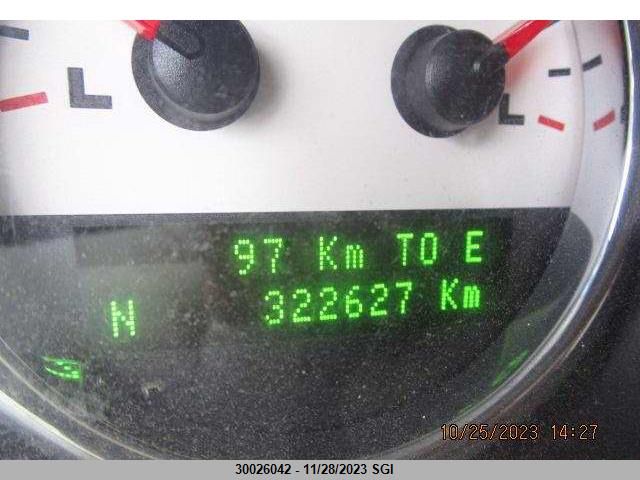 L
L
97 Km TO E
N 322627 Km
10/25/2023 14:27
30026042 - 11/28/2023 SGI